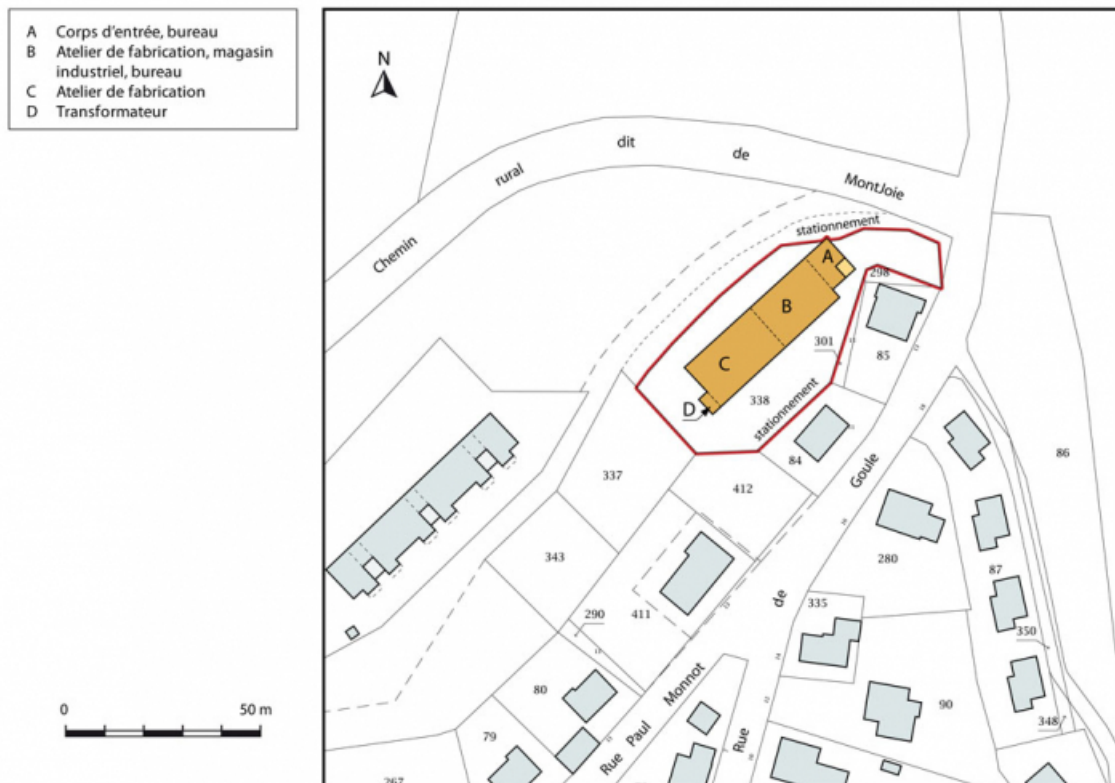 A Corps d'entrée, bureau
B Atelier de fabrication, magasin
industriel, bureau
C Atelier de fabrication
D Transformateur
N
Chemin rural dit de MontJoie
stationnement
A
298
B
301
85
C
338
stationnement
D
84
86
337
412
Rue de Goule
280
343
87
335
290
411
350
80
Rue Paul Monnot
90
79
348
267
0 50 m